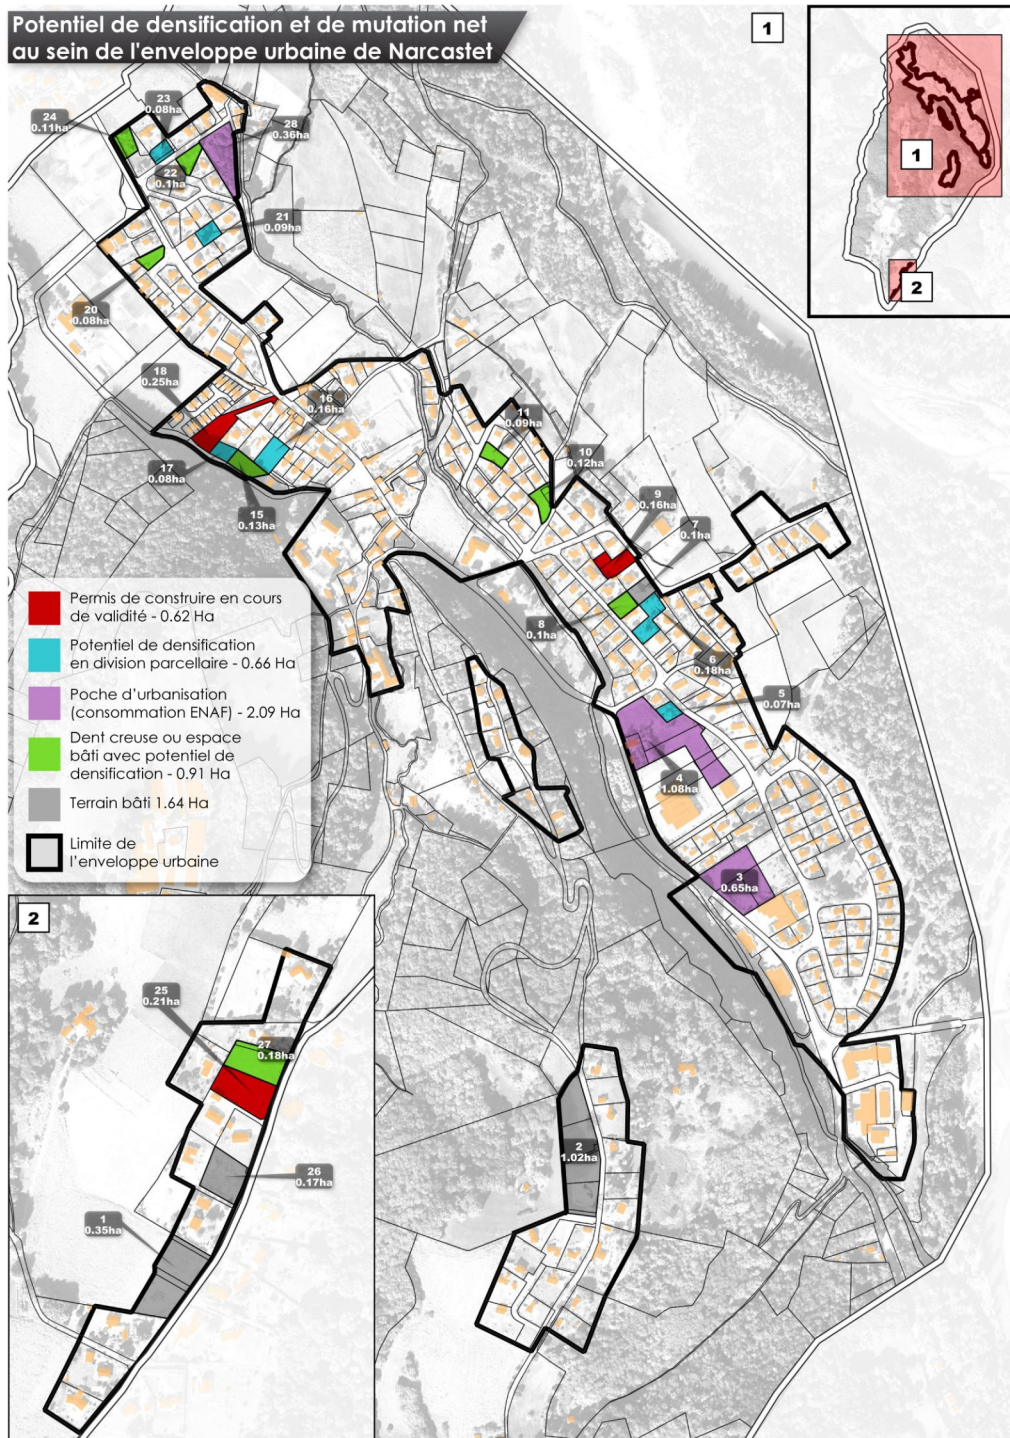 Potentiel de densification et de mutation net
au sein de l'enveloppe urbaine de Narcastet
1
1
2
23
0.08ha
24
0.11ha
28
0.36ha
22
0.1ha
21
0.09ha
20
0.08ha
18
0.25ha
16
0.16ha
11
0.09ha
10
0.12ha
17
0.08ha
9
0.16ha
15
0.13ha
7
0.1ha
8
0.1ha
6
0.18ha
5
0.07ha
4
1.08ha
3
0.65ha
Permis de construire en cours
de validité - 0.62 Ha
Potentiel de densification
en division parcellaire - 0.66 Ha
Poche d'urbanisation
(consommation ENAF) - 2.09 Ha
Dent creuse ou espace
bâti avec potentiel de
densification - 0.91 Ha
Terrain bâti 1.64 Ha
Limite de
l'enveloppe urbaine
2
25
0.21ha
27
0.18ha
26
0.17ha
1
0.35ha
2
1.02ha